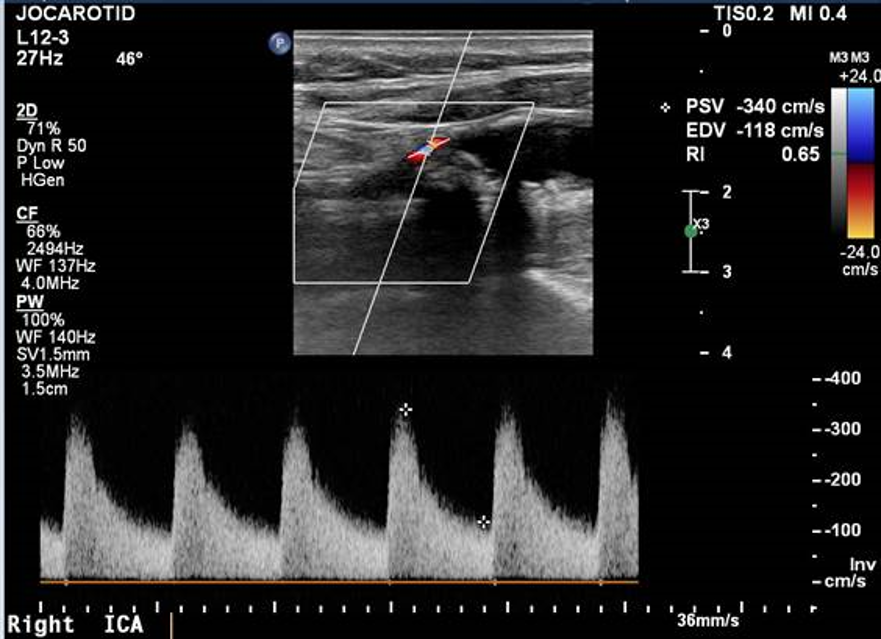 JOCAROTID
TIS0.2 MI 0.4
L12-3
27Hz 46°
P
0
M3 M3
+24.0
2D
71%
Dyn R 50
P Low
HGen
PSV -340 cm/s
EDV -118 cm/s
RI 0.65
CF
66%
2494Hz
WF 137Hz
4.0MHz
2
X3
-24.0
cm/s
3
PW
100%
WF 140Hz
SV1.5mm
3.5MHz
1.5cm
4
-400
-300
-200
-100
Inv
cm/s
36mm/s
Right ICA